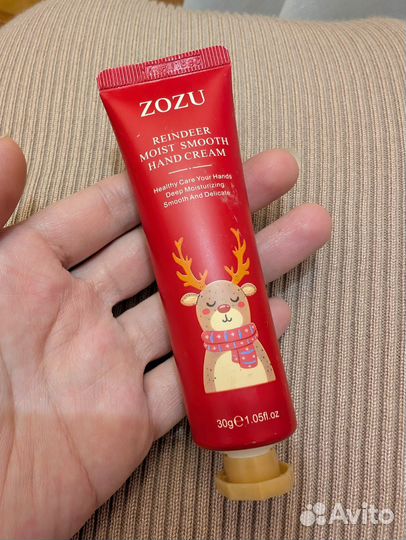 ZOZU
REINDEER
MOIST SMOOTH
HAND CREAM
Healthy Care Your Hands
Deep Moisturizing
Smooth And Delicate
30g℮1.05fl.oz
Avito